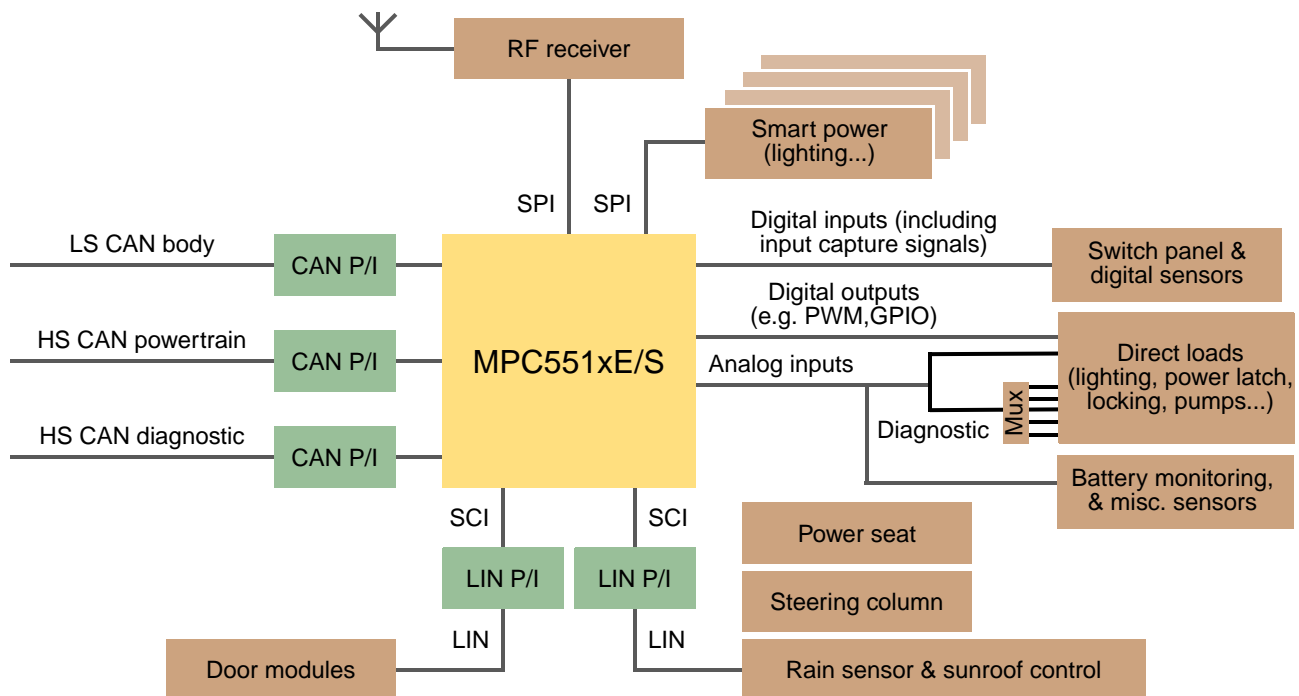 RF receiver
Smart power
(lighting...)
SPI
SPI
LS CAN body
CAN P/I
Digital inputs (including
input capture signals)
Switch panel &
digital sensors
HS CAN powertrain
CAN P/I
MPC551xE/S
Digital outputs
(e.g. PWM,GPIO)
Analog inputs
Direct loads
(lighting, power latch,
locking, pumps...)
Mux
Diagnostic
HS CAN diagnostic
CAN P/I
Battery monitoring,
& misc. sensors
SCI
SCI
LIN P/I
LIN P/I
Power seat
Steering column
LIN
LIN
Door modules
Rain sensor & sunroof control